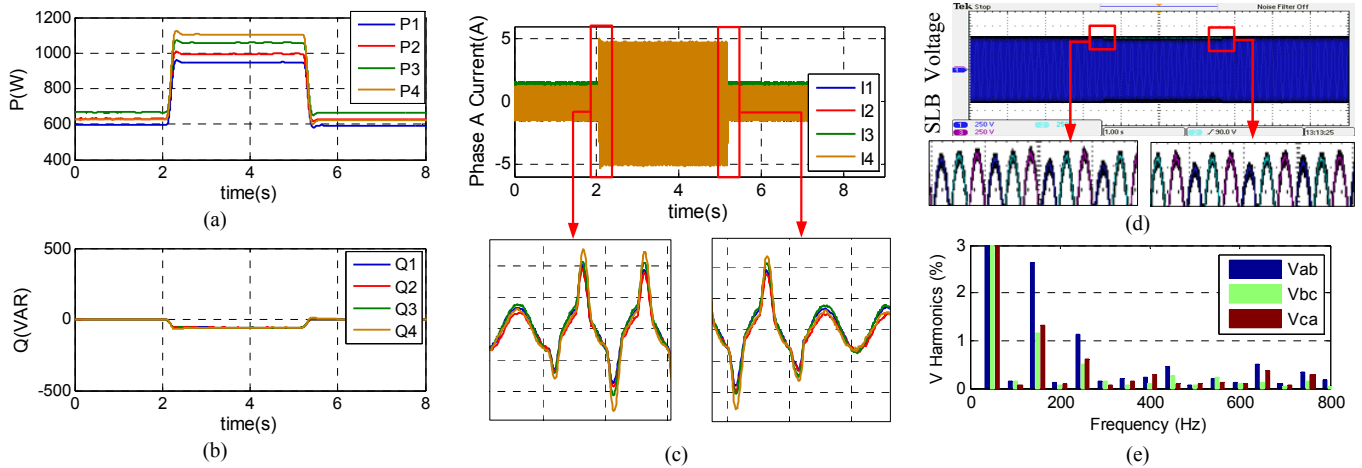 P(W)
1200
1000
800
600
400
0
2
4
6
8
time(s)
P1
P2
P3
P4
(a)
Q(VAR)
500
0
-500
0
2
4
6
8
time(s)
Q1
Q2
Q3
Q4
(b)
Phase A Current(A)
5
0
-5
0
2
4
6
8
time(s)
I1
I2
I3
I4
(c)
Tek Stop
Noise Filter Off
SLB Voltage
1 250 V
3 250 V
1.00 s
90.0 V
13:13:25
(d)
V Harmonics (%)
3
2
1
0
0
200
400
600
800
Frequency (Hz)
Vab
Vbc
Vca
(e)